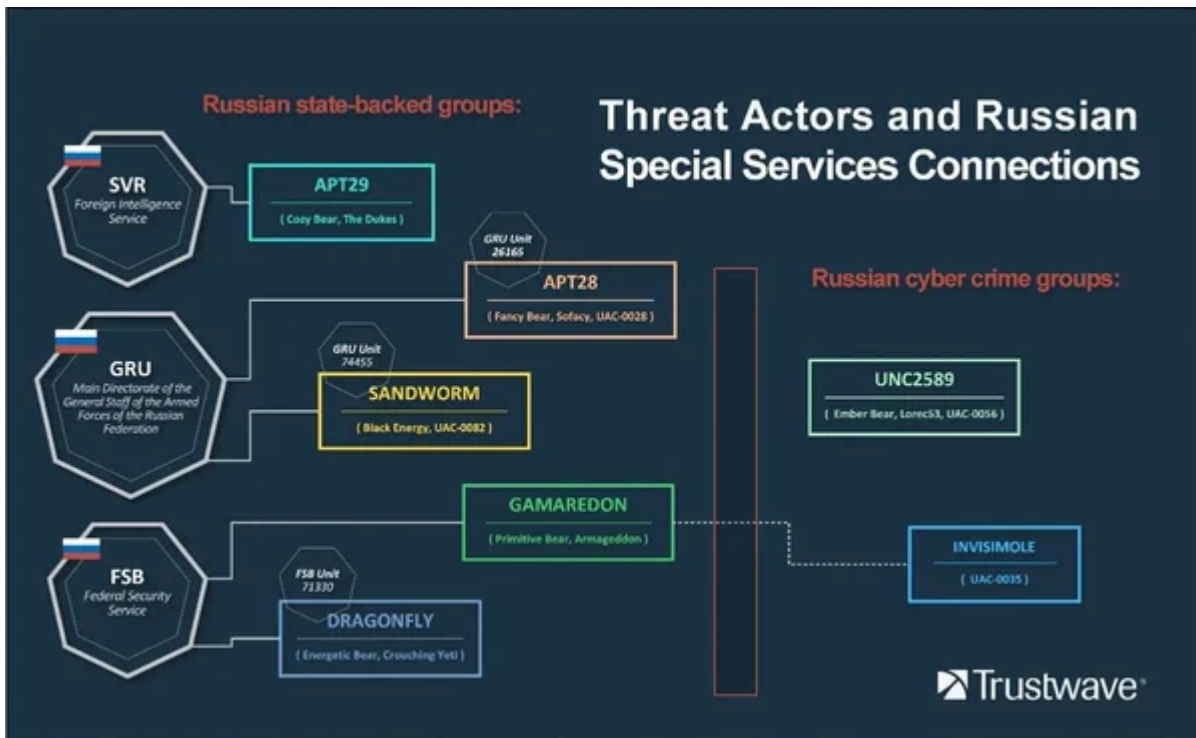 Russian state-backed groups:
Threat Actors and Russian
Special Services Connections
SVR
Foreign Intelligence
Service
APT29
( Cozy Bear, The Dukes )
GRU Unit
26165
APT28
( Fancy Bear, Sofacy, UAC-0028 )
GRU
Main Directorate of the
General Staff of the Armed
Forces of the Russian
Federation
GRU Unit
74455
SANDWORM
( Black Energy, UAC-0082 )
GAMAREDON
( Primitive Bear, Armageddon )
FSB
Federal Security
Service
FSB Unit
71330
DRAGONFLY
( Energetic Bear, Crouching Yeti )
Russian cyber crime groups:
UNC2589
( Ember Bear, Lorec53, UAC-0056 )
INVISIMOLE
( UAC-0035 )
Trustwave